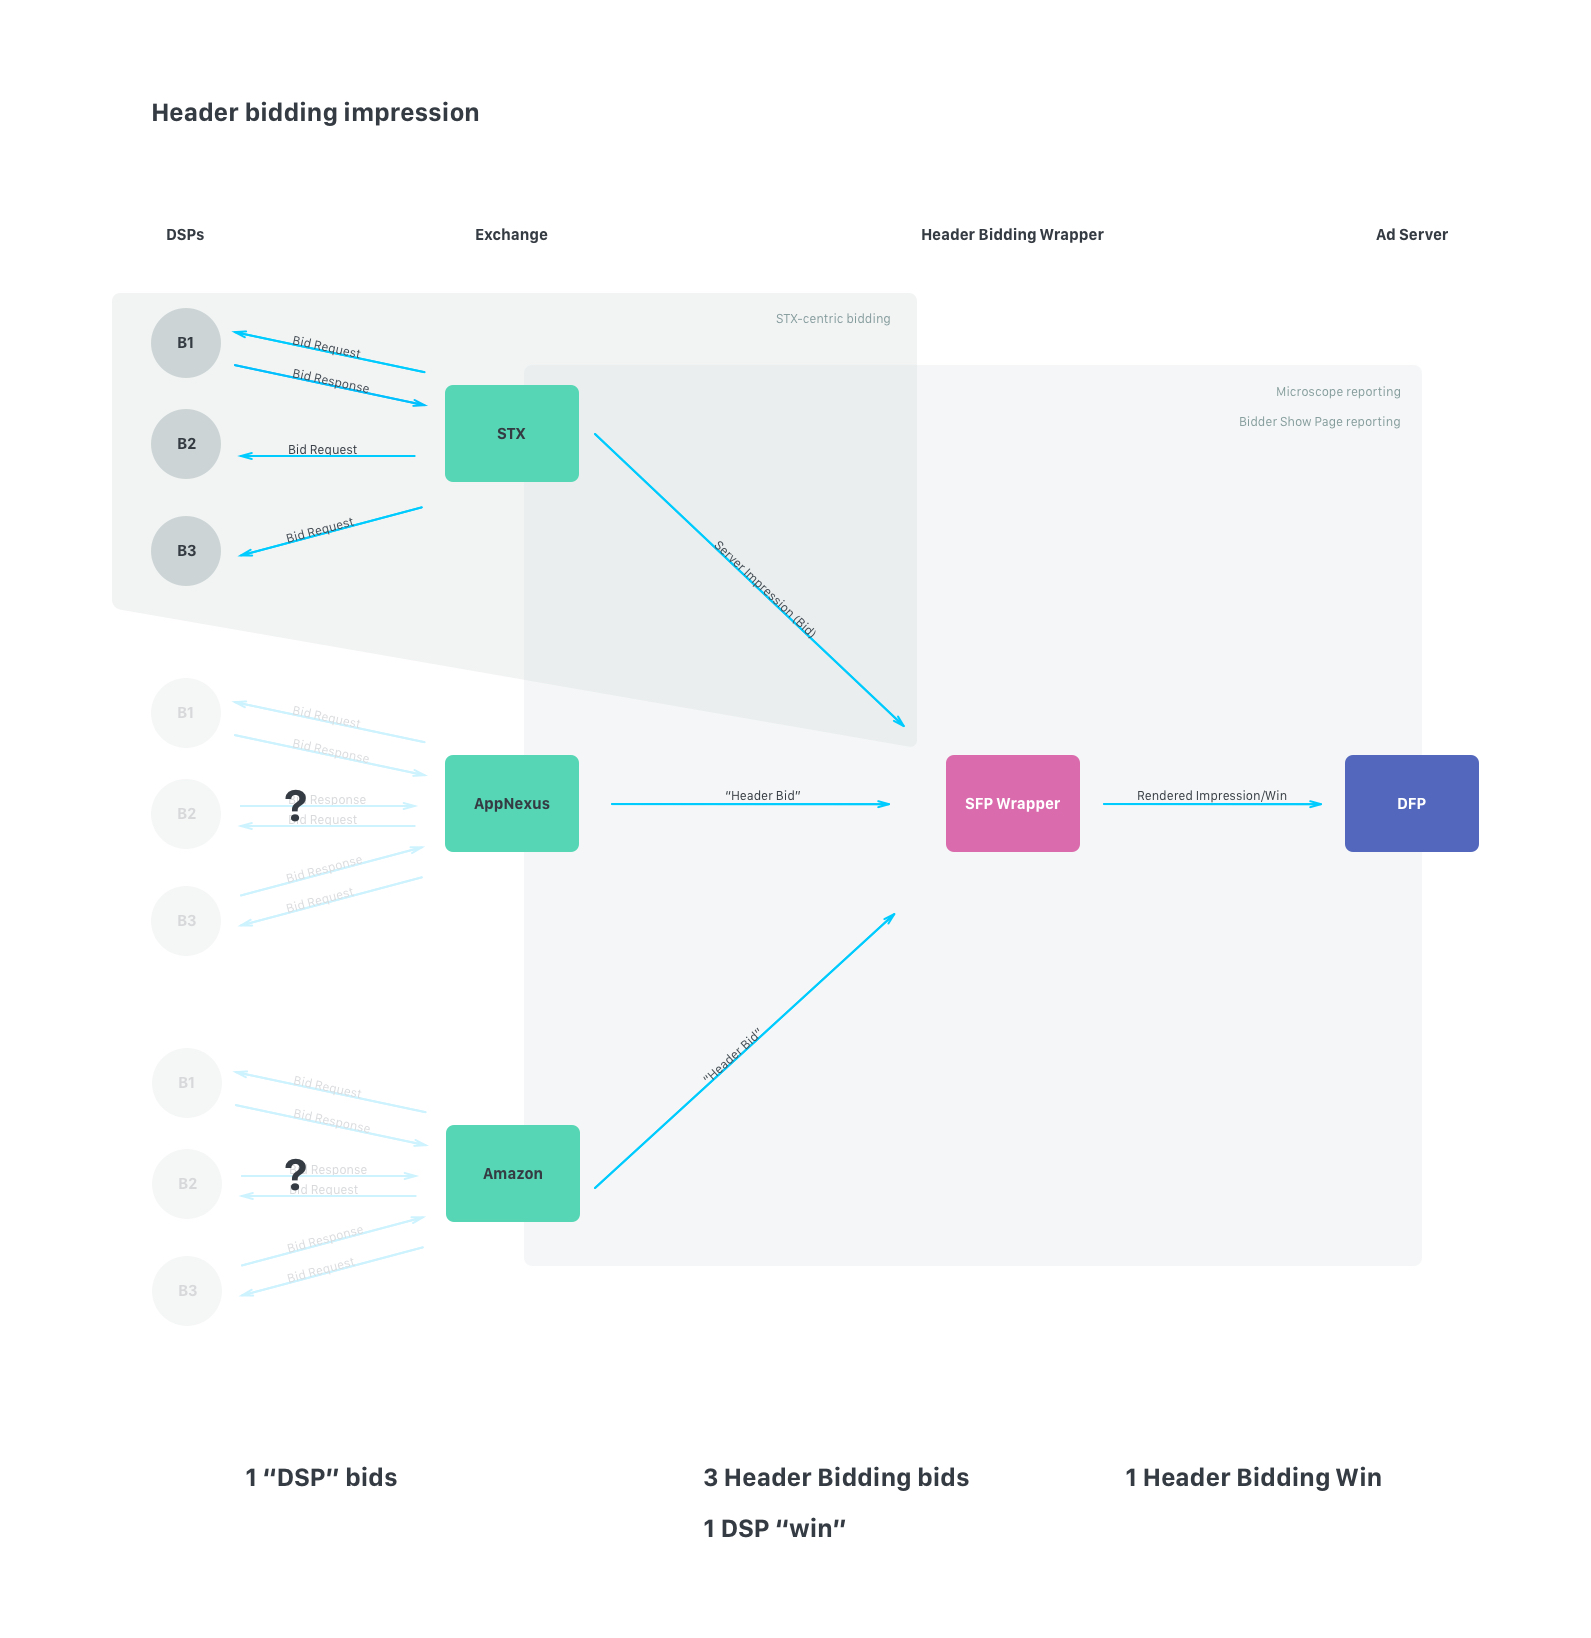 Header bidding impression
DSPs
Exchange
Header Bidding Wrapper
Ad Server
STX-centric bidding
B1
Bid Request
Bid Response
Microscope reporting
Bidder Show Page reporting
B2
Bid Request
STX
B3
Bid Request
Server Impression (Bid)
B1
Bid Request
Bid Response
B2
?
Response
Bid Request
AppNexus
“Header Bid”
SFP Wrapper
Rendered Impression/Win
DFP
B3
Bid Response
Bid Request
“Header Bid”
B1
Bid Request
Bid Response
B2
?
Response
Bid Request
Amazon
B3
Bid Response
Bid Request
1 “DSP” bids
3 Header Bidding bids
1 Header Bidding Win
1 DSP “win”